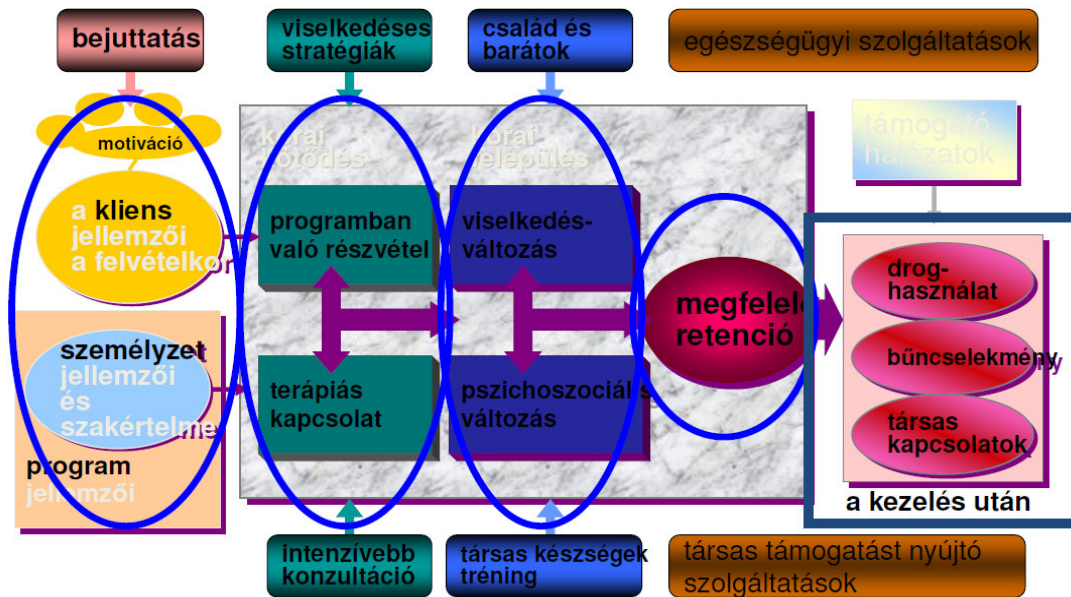 bejuttatás
viselkedéses
stratégiák
család és
barátok
egészségügyi szolgáltatások
motiváció
a kliens
jellemzői
a felvételkor
személyzet
jellemzői
és
szakértelme
program
jellemzői
korai
kötődés
programban
való részvétel
terápiás
kapcsolat
korai
felépülés
viselkedés-
változás
pszichoszociális
változás
megfelelő
retenció
támogató
hálózatok
drog-
használat
bűncselekmény
társas
kapcsolatok
a kezelés után
intenzívebb
konzultáció
társas készségek
tréning
társas támogatást nyújtó
szolgáltatások